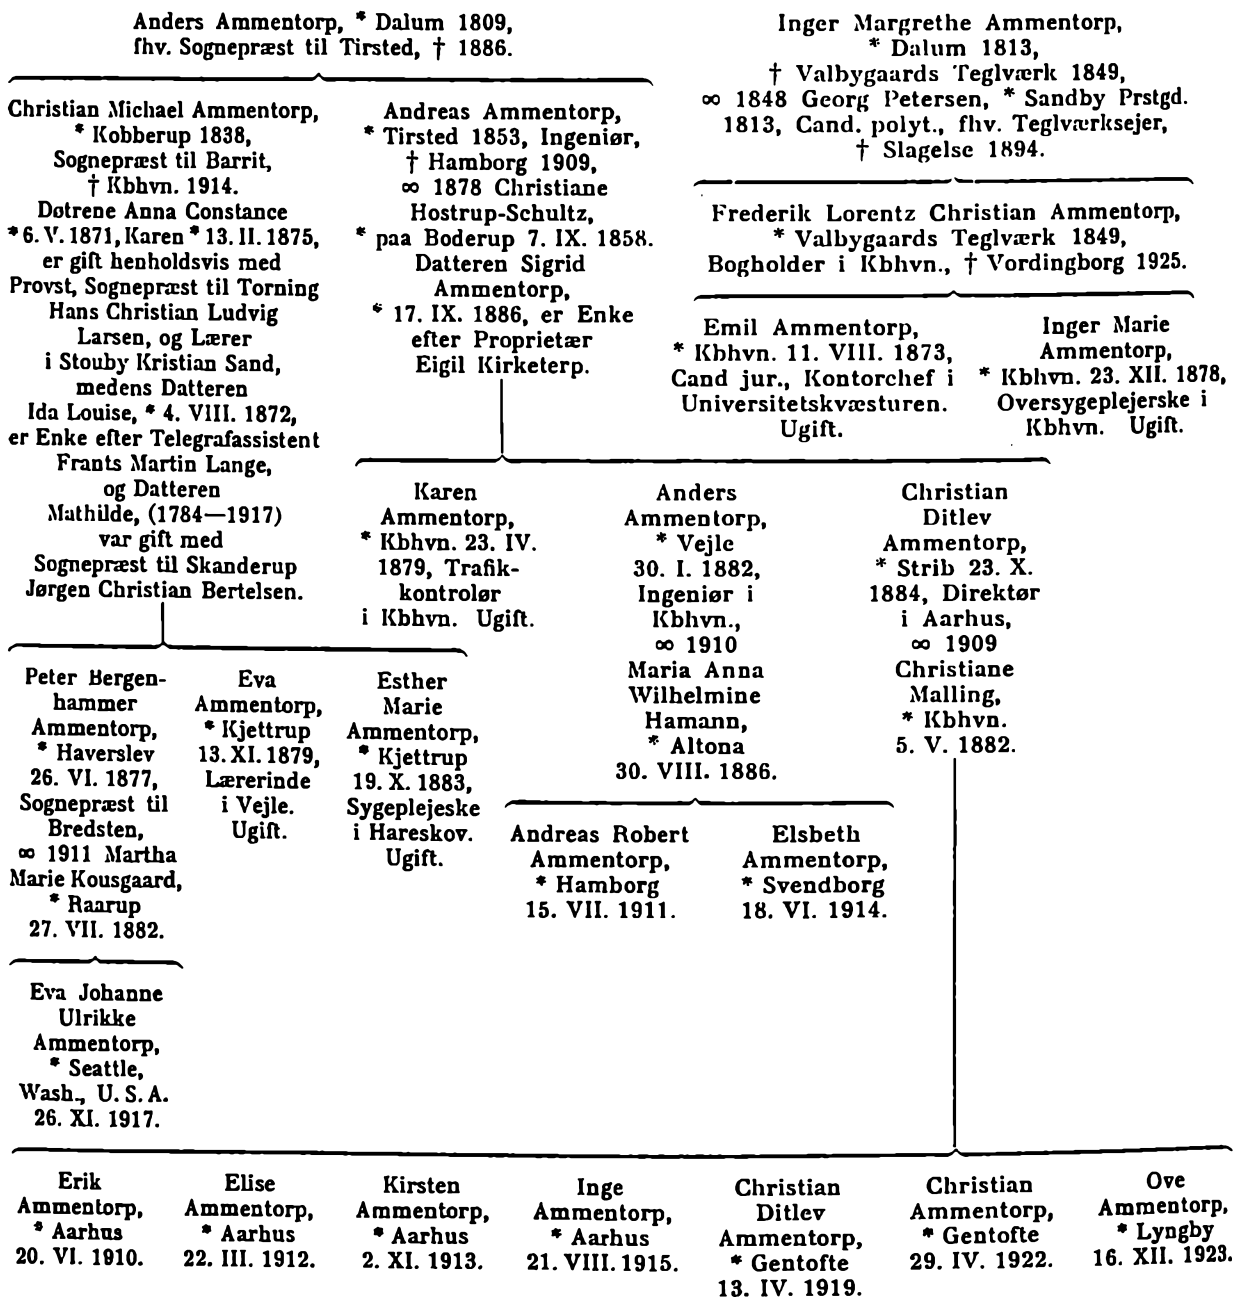 Anders Ammentorp, * Dalum 1809,
fhv. Sognepræst til Tirsted, † 1886.
Inger Margrethe Ammentorp,
* Dalum 1813,
† Valbygaards Teglværk 1849,
∞ 1848 Georg Petersen, * Sandby Prstgd.
1813, Cand. polyt., fhv. Teglværksejer,
† Slagelse 1894.
Christian Michael Ammentorp,
* Kobberup 1838,
Sognepræst til Barrit,
† Kbhvn. 1914.
Døtrene Anna Constance
* 6. V. 1871, Karen * 13. II. 1875,
er gift henholdsvis med
Provst, Sognepræst til Torning
Hans Christian Ludvig
Larsen, og Lærer
i Stouby Kristian Sand,
medens Datteren
Ida Louise, * 4. VIII. 1872,
er Enke efter Telegrafassistent
Frants Martin Lange,
og Datteren
Mathilde, (1784—1917)
var gift med
Sognepræst til Skanderup
Jørgen Christian Bertelsen.
Andreas Ammentorp,
* Tirsted 1853, Ingeniør,
† Hamborg 1909,
∞ 1878 Christiane
Hostrup-Schultz,
* paa Boderup 7. IX. 1858.
Datteren Sigrid
Ammentorp,
* 17. IX. 1886, er Enke
efter Proprietær
Eigil Kirketerp.
Frederik Lorentz Christian Ammentorp,
* Valbygaards Teglværk 1849,
Bogholder i Kbhvn., † Vordingborg 1925.
Emil Ammentorp,
* Kbhvn. 11. VIII. 1873,
Cand jur., Kontorchef i
Universitetskvæsturen.
Ugift.
Inger Marie
Ammentorp,
* Kbhvn. 23. XII. 1878,
Oversygeplejerske i
Kbhvn. Ugift.
Karen
Ammentorp,
* Kbhvn. 23. IV.
1879, Trafik-
kontrolør
i Kbhvn. Ugift.
Anders
Ammentorp,
* Vejle
30. I. 1882,
Ingeniør i
Kbhvn.,
∞ 1910
Maria Anna
Wilhelmine
Hamann,
* Altona
30. VIII. 1886.
Christian
Ditlev
Ammentorp,
* Strib 23. X.
1884, Direktør
i Aarhus,
∞ 1909
Christiane
Malling,
* Kbhvn.
5. V. 1882.
Peter Bergen-
hammer
Ammentorp,
* Haverslev
26. VI. 1877,
Sognepræst til
Bredsten,
∞ 1911 Martha
Marie Kousgaard,
* Raarup
27. VII. 1882.
Eva
Ammentorp,
* Kjettrup
13. XI. 1879,
Lærerinde
i Vejle.
Ugift.
Esther
Marie
Ammentorp,
* Kjettrup
19. X. 1883,
Sygeplejeske
i Hareskov.
Ugift.
Andreas Robert
Ammentorp,
* Hamborg
15. VII. 1911.
Elsbeth
Ammentorp,
* Svendborg
18. VI. 1914.
Eva Johanne
Ulrikke
Ammentorp,
* Seattle,
Wash., U. S. A.
26. XI. 1917.
Erik
Ammentorp,
* Aarhus
20. VI. 1910.
Elise
Ammentorp,
* Aarhus
22. III. 1912.
Kirsten
Ammentorp,
* Aarhus
2. XI. 1913.
Inge
Ammentorp,
* Aarhus
21. VIII. 1915.
Christian
Ditlev
Ammentorp,
* Gentofte
13. IV. 1919.
Christian
Ammentorp,
* Gentofte
29. IV. 1922.
Ove
Ammentorp,
* Lyngby
16. XII. 1923.